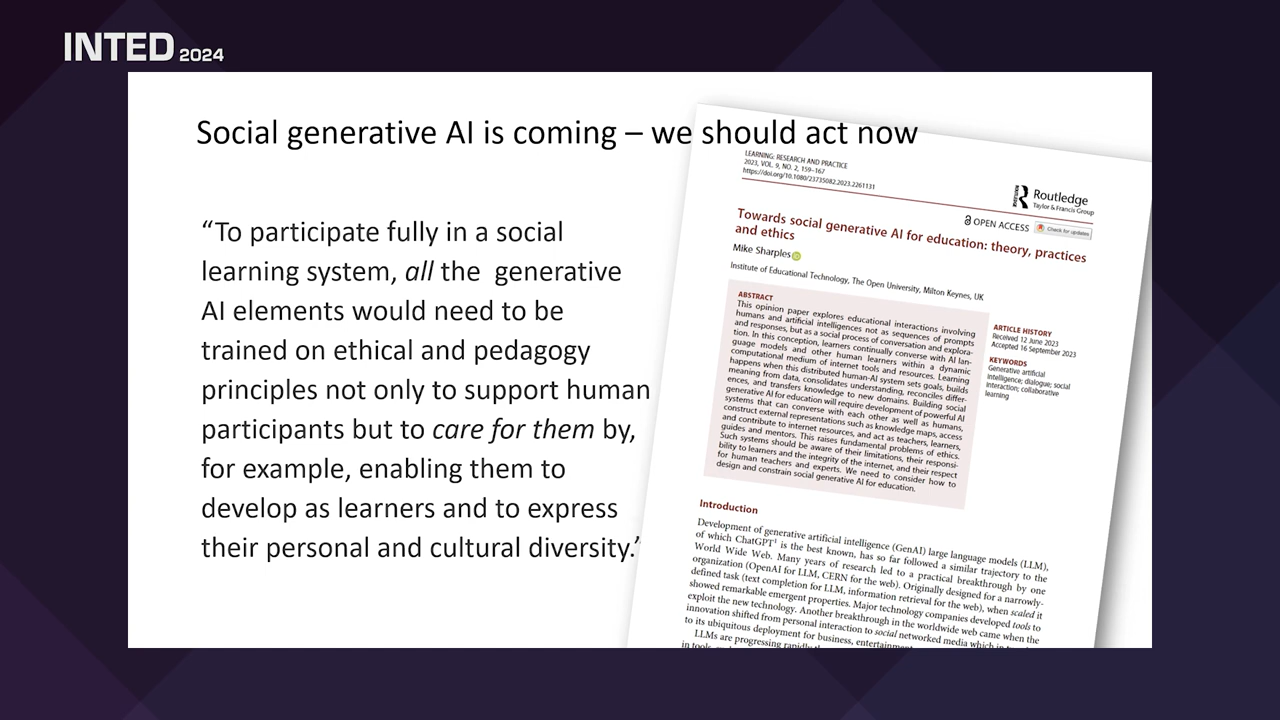 INTED 2024
Social generative AI is coming – we should act now
“To participate fully in a social
learning system, all the generative
AI elements would need to be
trained on ethical and pedagogy
principles not only to support human
participants but to care for them by,
for example, enabling them to
develop as learners and to express
their personal and cultural diversity.”
LEARNING: RESEARCH AND PRACTICE
2023, VOL. 9, NO. 2, 159–167
https://doi.org/10.1080/23735082.2023.2261131
Routledge
Taylor & Francis Group
OPEN ACCESS
Check for updates
Towards social generative AI for education: theory, practices
and ethics
Mike Sharples
Institute of Educational Technology, The Open University, Milton Keynes, UK
ABSTRACT
This opinion paper explores educational interactions involving
humans and artificial intelligences not as sequences of prompts
and responses, but as a social process of conversation and explora-
tion. In this conception, learners continually converse with AI lan-
guage models and other human learners within a dynamic
computational medium of internet tools and resources. Learning
happens when this distributed human-AI system sets goals, builds
meaning from data, consolidates understanding, reconciles differ-
ences, and transfers knowledge to new domains. Building social
generative AI for education will require development of powerful AI
systems that can converse with each other as well as humans,
construct external representations such as knowledge maps, access
and contribute to internet resources, and act as teachers, learners,
guides and mentors. This raises fundamental problems of ethics.
Such systems should be aware of their limitations, their responsi-
bility to learners and the integrity of the internet, and their respect
for human teachers and experts. We need to consider how to
design and constrain social generative AI for education.
ARTICLE HISTORY
Received 12 June 2023
Accepted 16 September 2023
KEYWORDS
Generative artificial
intelligence; dialogue; social
interaction; collaborative
learning
Introduction
Development of generative artificial intelligence (GenAI) large language models (LLM),
of which ChatGPT1 is the best known, has so far followed a similar trajectory to the
World Wide Web. Many years of research led to a practical breakthrough by one
organization (OpenAI for LLM, CERN for the web). Originally designed for a narrowly-
defined task (text completion for LLM, information retrieval for the web), when scaled it
showed remarkable emergent properties. Major technology companies developed tools to
exploit the new technology. Another breakthrough in the worldwide web came when the
innovation shifted from personal interaction to social networked media which in
to its ubiquitous deployment for business, entertainment
LLMs are progressing rapidly
in tools,